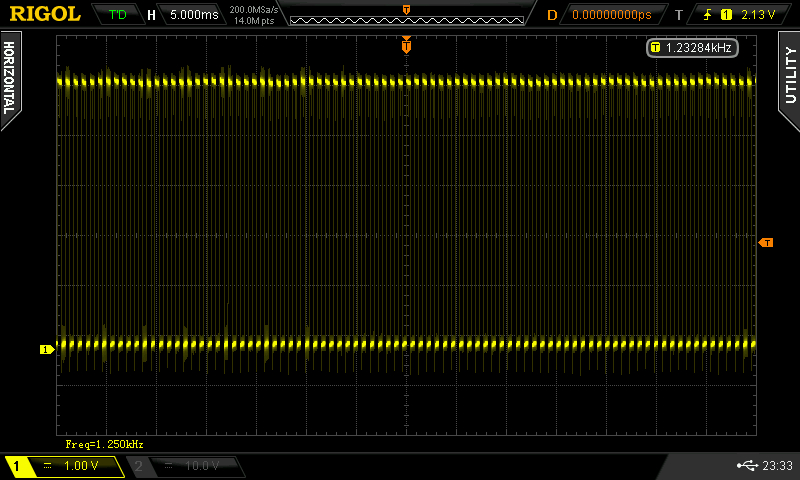 RIGOL T'D H 5.000ms 200.0MSa/s 14.0M pts T D 0.00000000ps T 1 2.13 V
HORIZONTAL
T
T 1.23284kHz
UTILITY
T
1
Freq=1.250kHz
1 1.00 V 2 10.0 V 23:33